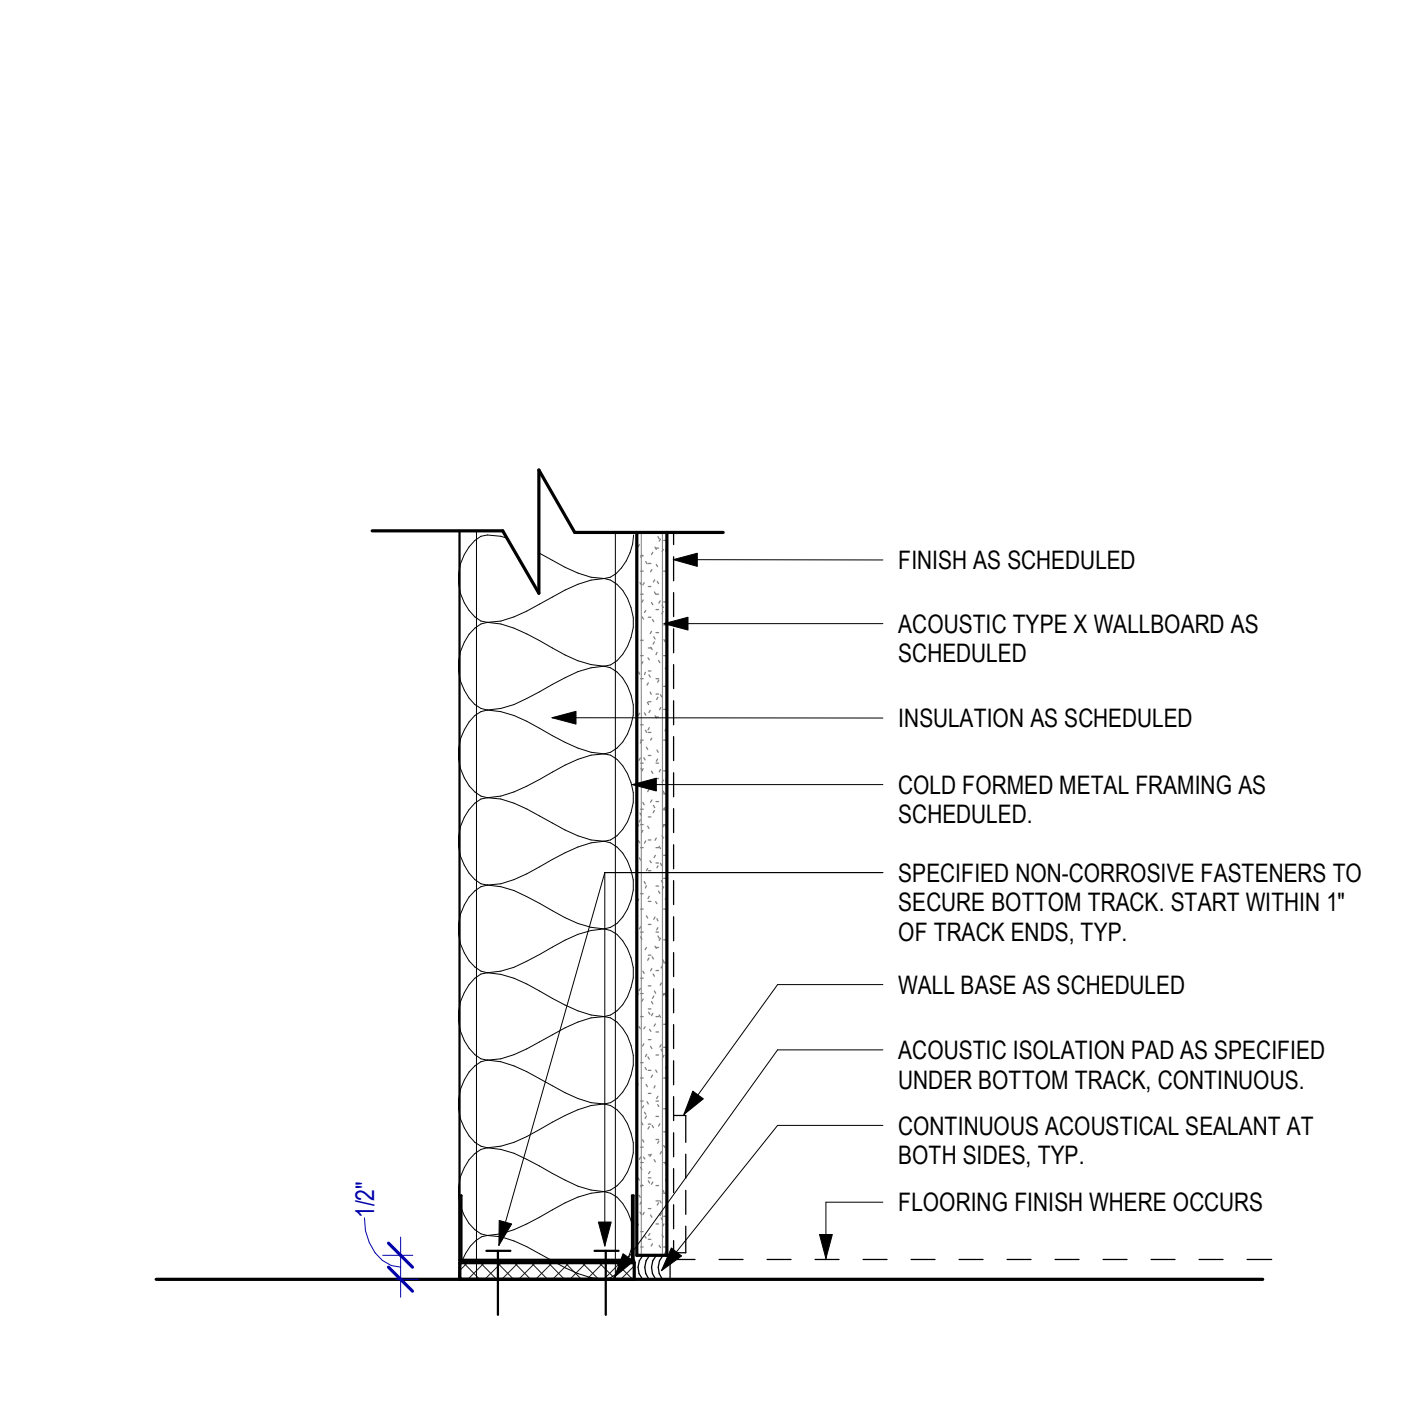 FINISH AS SCHEDULED
ACOUSTIC TYPE X WALLBOARD AS
SCHEDULED
INSULATION AS SCHEDULED
COLD FORMED METAL FRAMING AS
SCHEDULED.
SPECIFIED NON-CORROSIVE FASTENERS TO
SECURE BOTTOM TRACK. START WITHIN 1"
OF TRACK ENDS, TYP.
WALL BASE AS SCHEDULED
ACOUSTIC ISOLATION PAD AS SPECIFIED
UNDER BOTTOM TRACK, CONTINUOUS.
CONTINUOUS ACOUSTICAL SEALANT AT
BOTH SIDES, TYP.
FLOORING FINISH WHERE OCCURS
1/2"